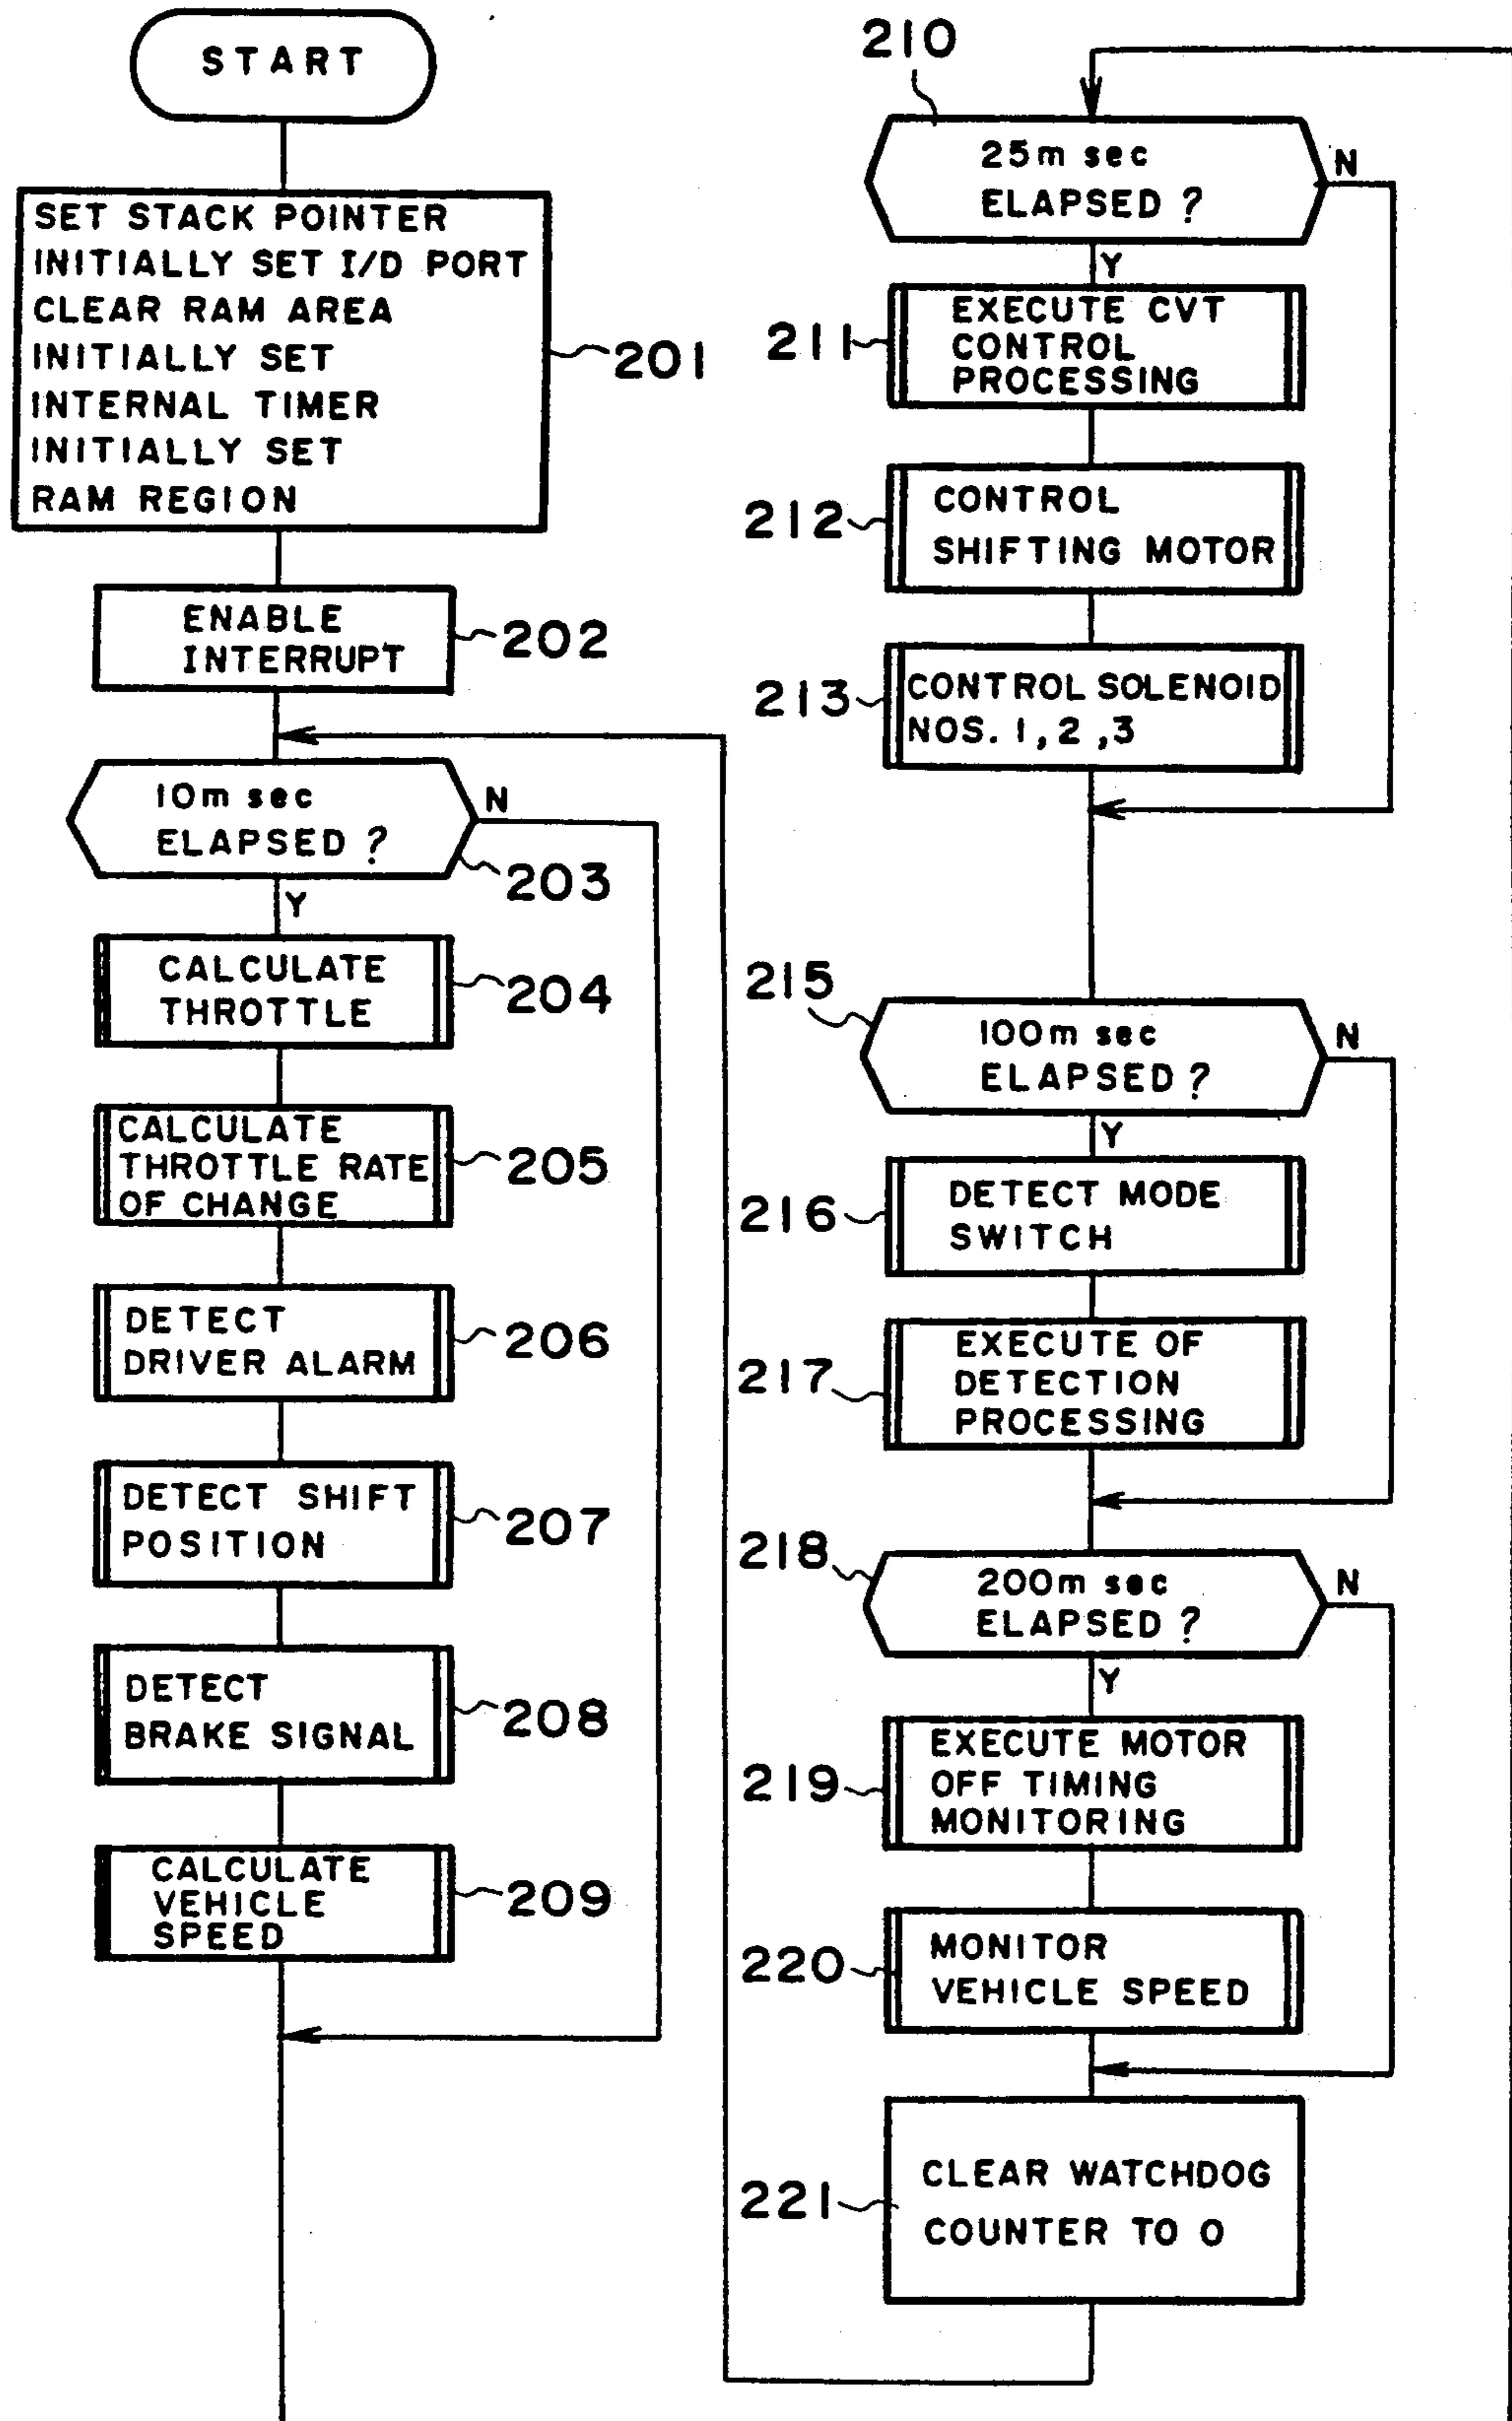 START
SET STACK POINTER
INITIALLY SET I/D PORT
CLEAR RAM AREA
INITIALLY SET
INTERNAL TIMER
INITIALLY SET
RAM REGION
201
ENABLE
INTERRUPT
202
10m sec
ELAPSED ?
N
203
Y
CALCULATE
THROTTLE
204
CALCULATE
THROTTLE RATE
OF CHANGE
205
DETECT
DRIVER ALARM
206
DETECT SHIFT
POSITION
207
DETECT
BRAKE SIGNAL
208
CALCULATE
VEHICLE
SPEED
209
210
25m sec
ELAPSED ?
N
Y
211
EXECUTE CVT
CONTROL
PROCESSING
212
CONTROL
SHIFTING MOTOR
213
CONTROL SOLENOID
NOS. 1, 2 ,3
215
100m sec
ELAPSED ?
N
Y
216
DETECT MODE
SWITCH
217
EXECUTE OF
DETECTION
PROCESSING
218
200m sec
ELAPSED ?
N
Y
219
EXECUTE MOTOR
OFF TIMING
MONITORING
220
MONITOR
VEHICLE SPEED
221
CLEAR WATCHDOG
COUNTER TO 0